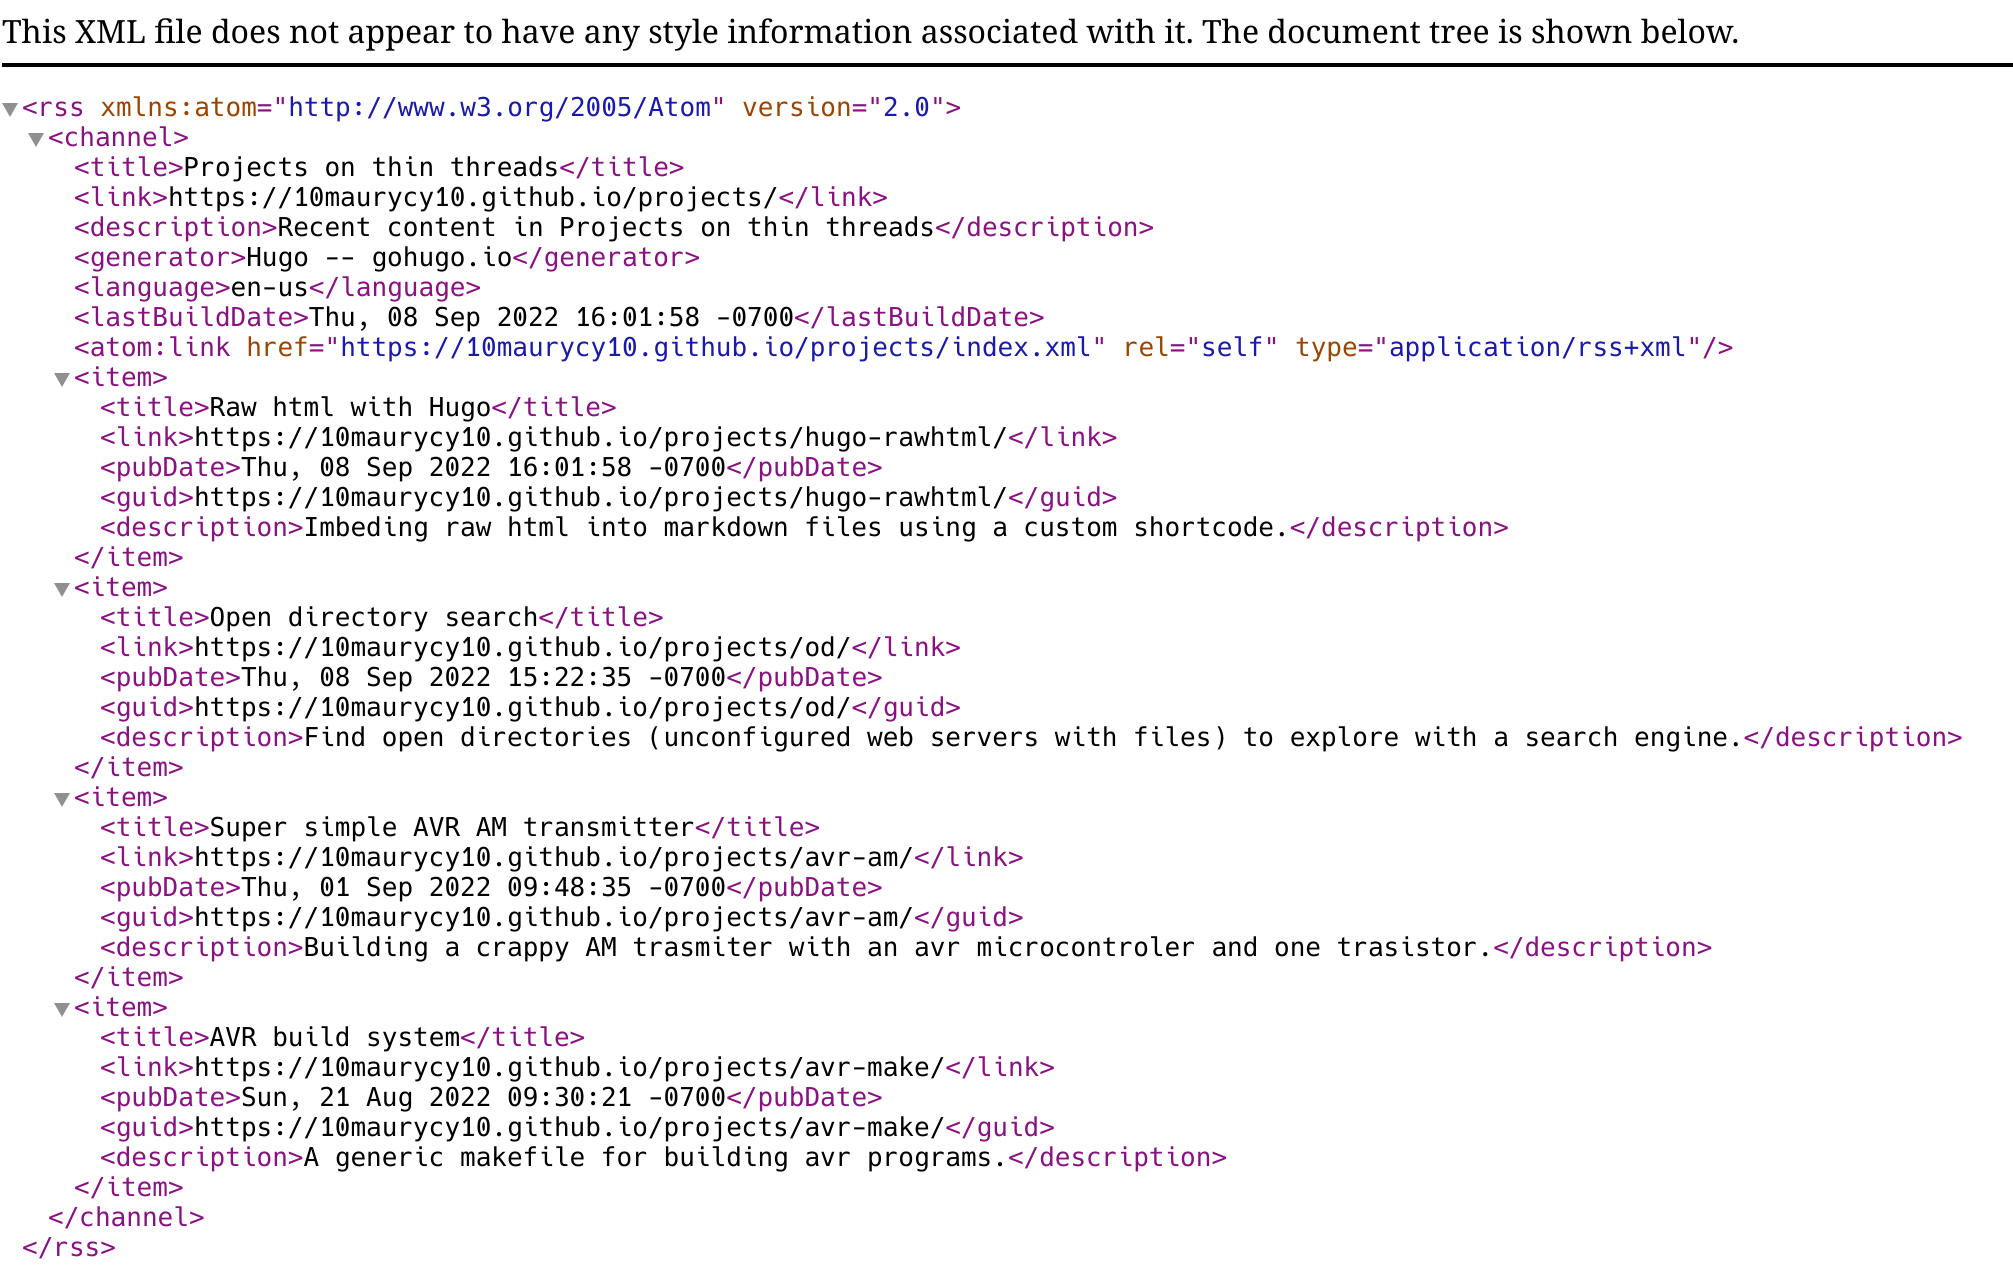 This XML file does not appear to have any style information associated with it. The document tree is shown below.
<rss xmlns:atom="http://www.w3.org/2005/Atom" version="2.0">
<channel>
<title>Projects on thin threads</title>
<link>https://10maurycy10.github.io/projects/</link>
<description>Recent content in Projects on thin threads</description>
<generator>Hugo -- gohugo.io</generator>
<language>en-us</language>
<lastBuildDate>Thu, 08 Sep 2022 16:01:58 -0700</lastBuildDate>
<atom:link href="https://10maurycy10.github.io/projects/index.xml" rel="self" type="application/rss+xml"/>
<item>
<title>Raw html with Hugo</title>
<link>https://10maurycy10.github.io/projects/hugo-rawhtml/</link>
<pubDate>Thu, 08 Sep 2022 16:01:58 -0700</pubDate>
<guid>https://10maurycy10.github.io/projects/hugo-rawhtml/</guid>
<description>Imbeding raw html into markdown files using a custom shortcode.</description>
</item>
<item>
<title>Open directory search</title>
<link>https://10maurycy10.github.io/projects/od/</link>
<pubDate>Thu, 08 Sep 2022 15:22:35 -0700</pubDate>
<guid>https://10maurycy10.github.io/projects/od/</guid>
<description>Find open directories (unconfigured web servers with files) to explore with a search engine.</description>
</item>
<item>
<title>Super simple AVR AM transmitter</title>
<link>https://10maurycy10.github.io/projects/avr-am/</link>
<pubDate>Thu, 01 Sep 2022 09:48:35 -0700</pubDate>
<guid>https://10maurycy10.github.io/projects/avr-am/</guid>
<description>Building a crappy AM trasmiter with an avr microcontroler and one trasistor.</description>
</item>
<item>
<title>AVR build system</title>
<link>https://10maurycy10.github.io/projects/avr-make/</link>
<pubDate>Sun, 21 Aug 2022 09:30:21 -0700</pubDate>
<guid>https://10maurycy10.github.io/projects/avr-make/</guid>
<description>A generic makefile for building avr programs.</description>
</item>
</channel>
</rss>